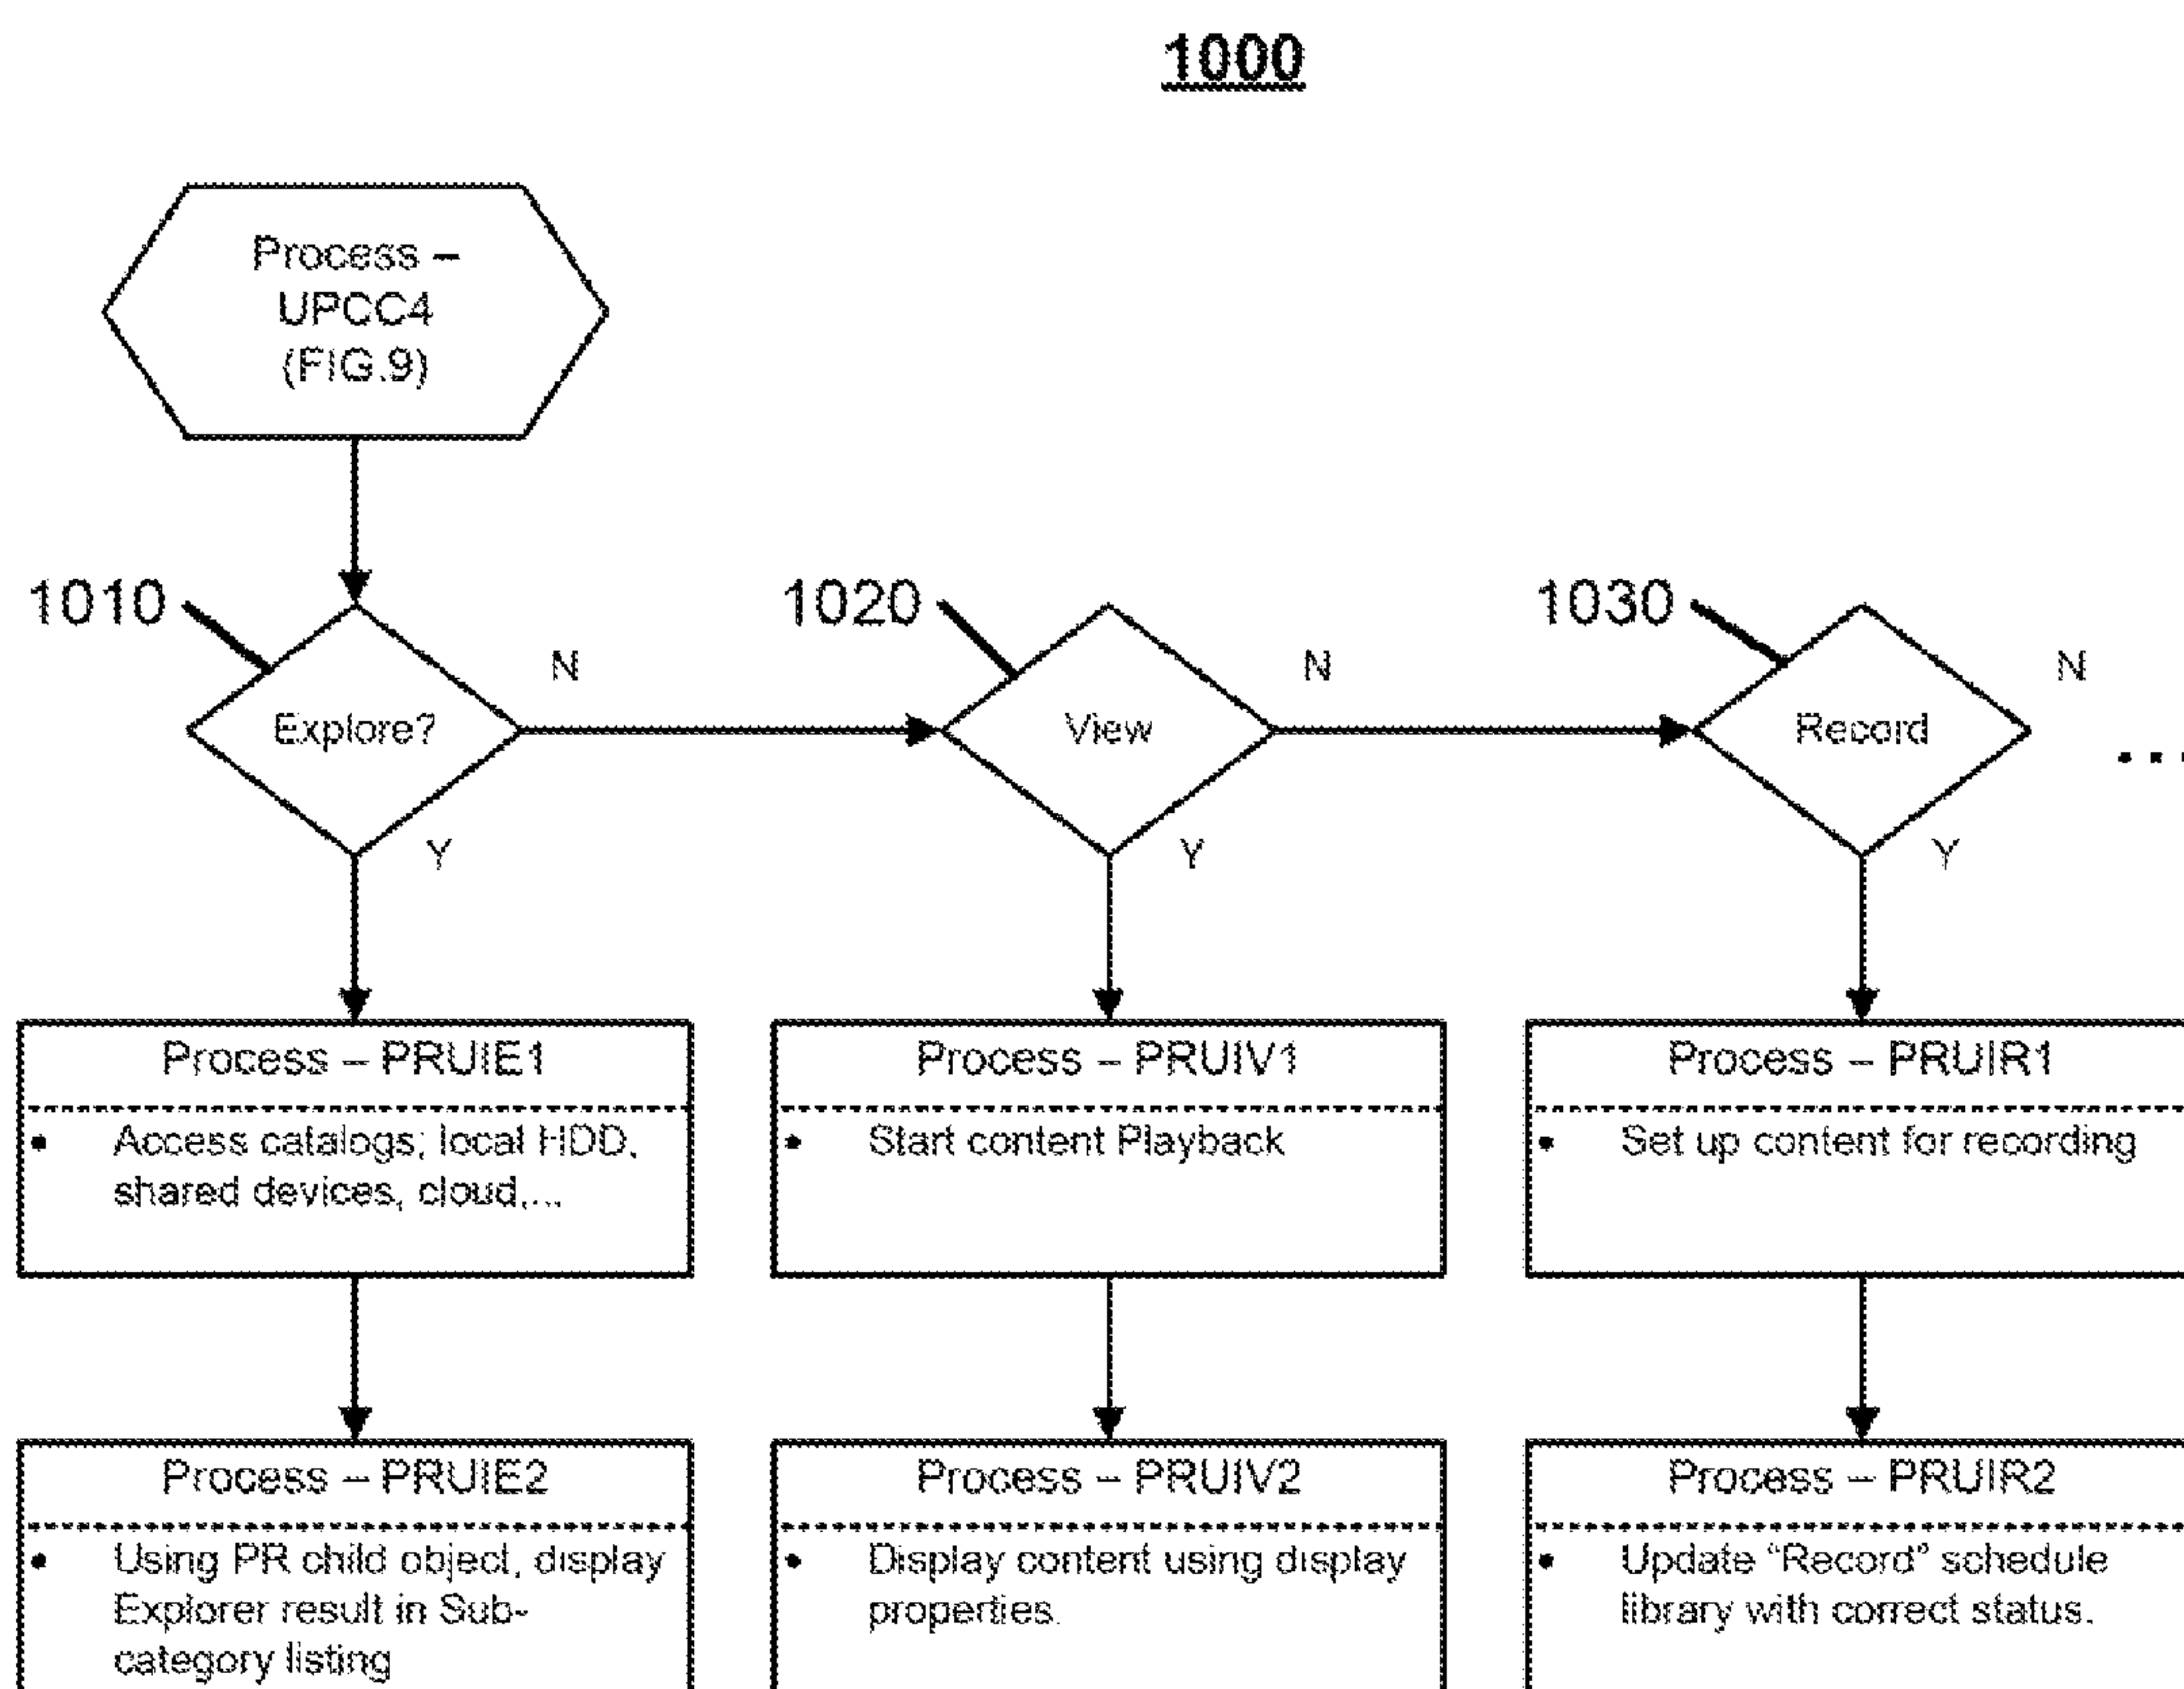 1000
Process –
UPCC4
(FIG.9)
1010
1020
1030
N
N
N
Explore?
View
Record
...
Y
Y
Y
Process – PRUIE1
• Access catalogs; local HDD,
shared devices, cloud,...
Process – PRUIV1
• Start content Playback
Process – PRUIR1
• Set up content for recording
Process – PRUIE2
• Using PR child object, display
Explorer result in Sub-
category listing
Process – PRUIV2
• Display content using display
properties.
Process – PRUIR2
• Update “Record” schedule
library with correct status.